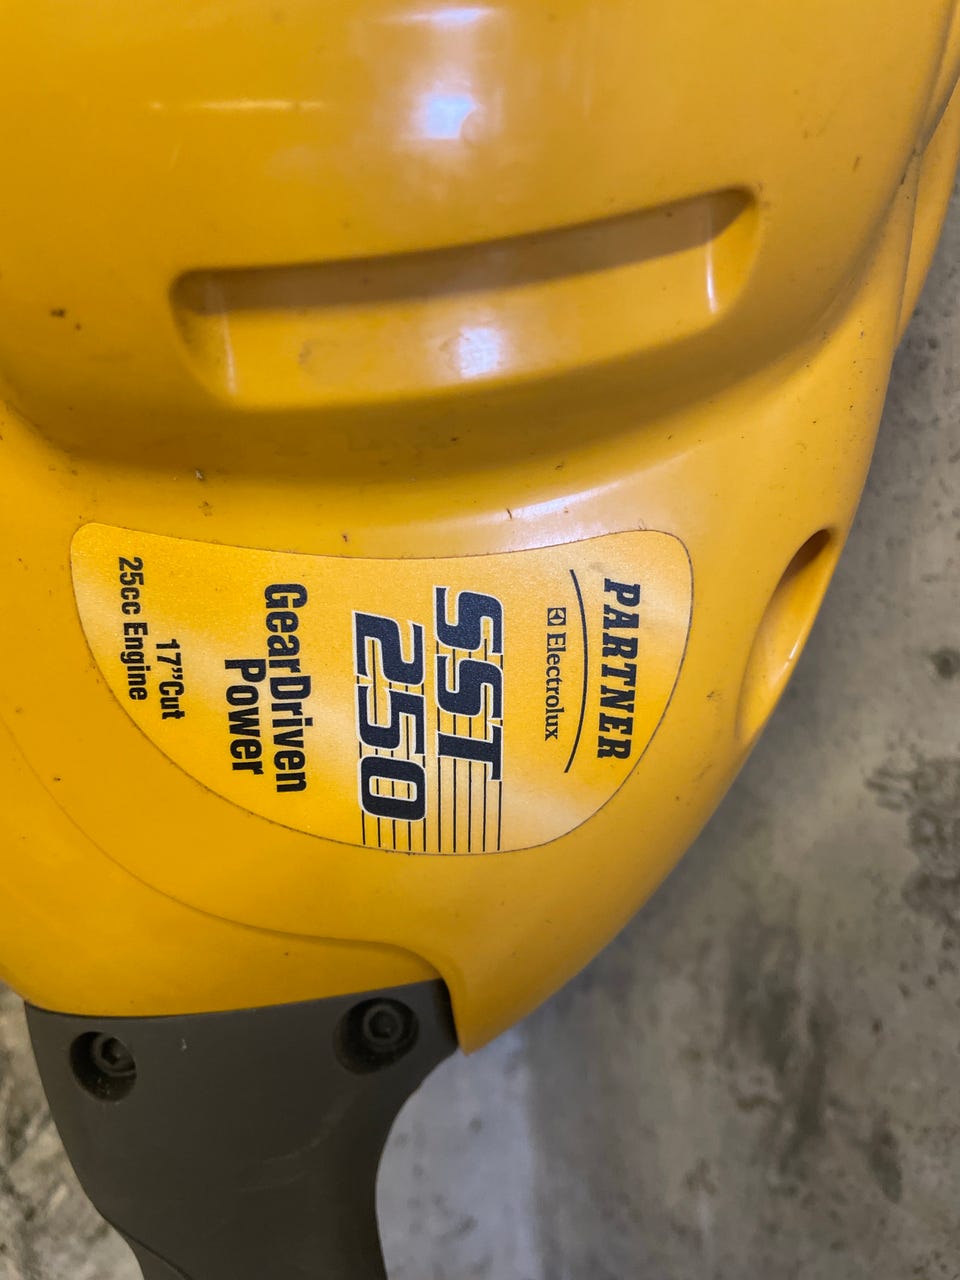 PARTNER
Electrolux
SST
250
GearDriven
Power
17"Cut
25cc Engine